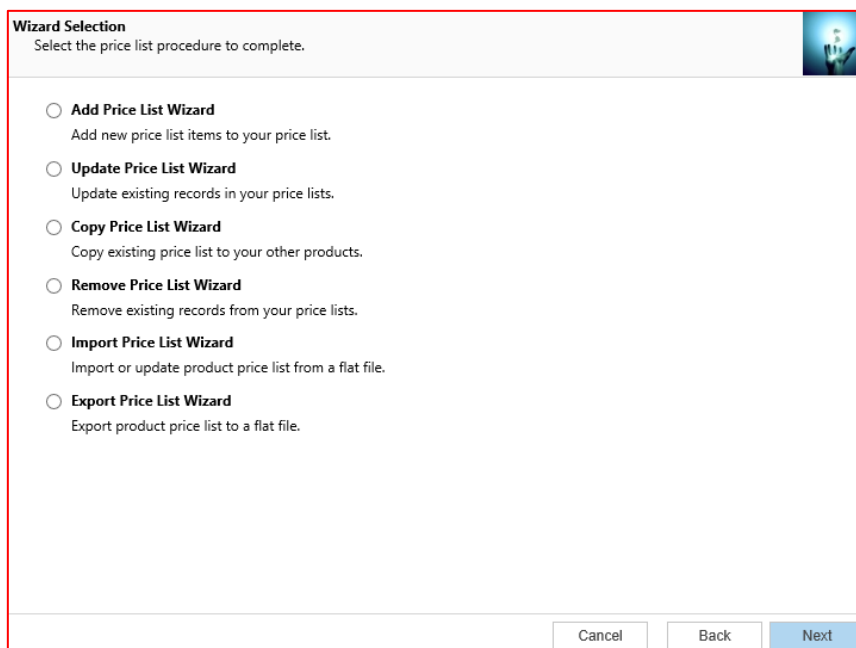 Wizard Selection
Select the price list procedure to complete.
Add Price List Wizard
Add new price list items to your price list.
Update Price List Wizard
Update existing records in your price lists.
Copy Price List Wizard
Copy existing price list to your other products.
Remove Price List Wizard
Remove existing records from your price lists.
Import Price List Wizard
Import or update product price list from a flat file.
Export Price List Wizard
Export product price list to a flat file.
Cancel Back Next